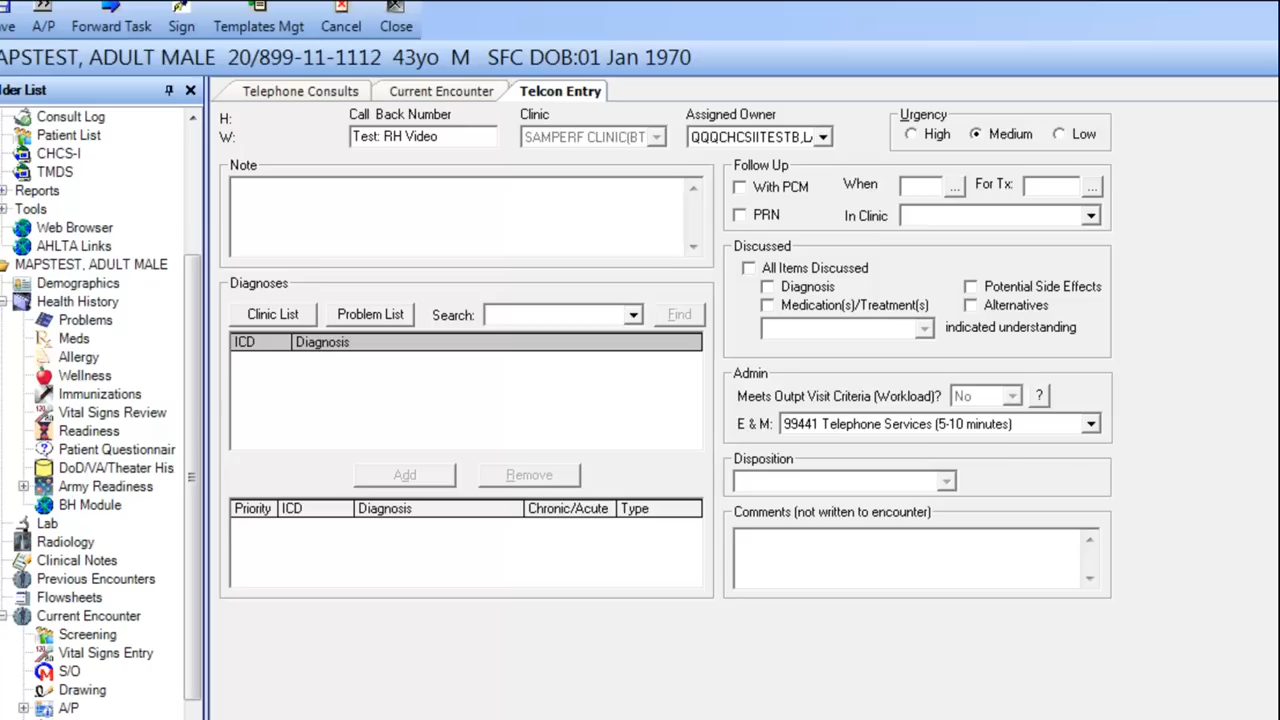 ve A/P Forward Task Sign Templates Mgt Cancel Close
APSTEST, ADULT MALE 20/899-11-1112 43yo M SFC DOB:01 Jan 1970
lder List
Consult Log
Patient List
CHCS-I
TMDS
Reports
Tools
Web Browser
AHLTA Links
MAPSTEST, ADULT MALE
Demographics
Health History
Problems
Meds
Allergy
Wellness
Immunizations
Vital Signs Review
Readiness
Patient Questionnair
DoD/VA/Theater His
Army Readiness
BH Module
Lab
Radiology
Clinical Notes
Previous Encounters
Flowsheets
Current Encounter
Screening
Vital Signs Entry
S/O
Drawing
A/P
Telephone Consults Current Encounter Telcon Entry
H:
W:
Call Back Number
Test: RH Video
Clinic
SAMPERF CLINIC(BT
Assigned Owner
QQQCHCSIITESTB,L
Urgency
High Medium Low
Note
Diagnoses
Clinic List Problem List Search: Find
ICD Diagnosis
Add Remove
Priority ICD Diagnosis Chronic/Acute Type
Follow Up
With PCM When ... For Tx: ...
PRN In Clinic
Discussed
All Items Discussed
Diagnosis Potential Side Effects
Medication(s)/Treatment(s) Alternatives
indicated understanding
Admin
Meets Outpt Visit Criteria (Workload)? No ?
E & M: 99441 Telephone Services (5-10 minutes)
Disposition
Comments (not written to encounter)